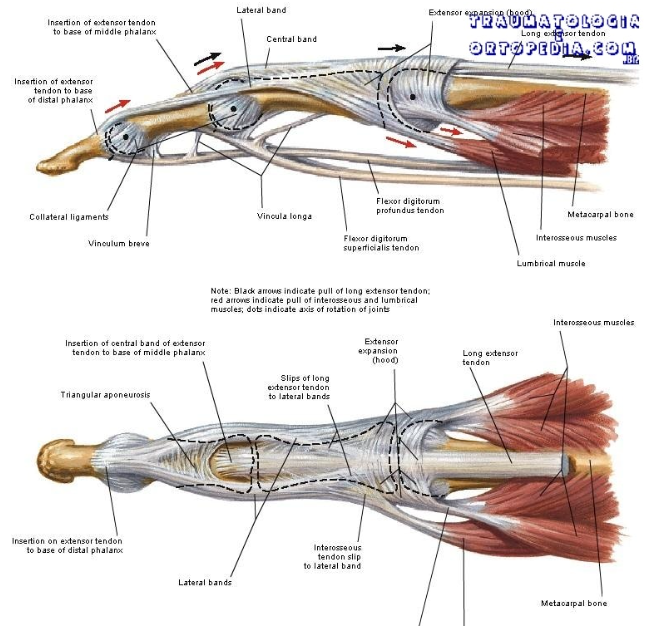 Lateral band
Extensor expansion (hood)
TRAUMATOLOGIA
E
ORTOPEDIA.COM
.BR
Insertion of extensor tendon
to base of middle phalanx
Central band
Long extensor tendon
Insertion of extensor
tendon to base
of distal phalanx
Collateral ligaments
Vinculum breve
Vincula longa
Flexor digitorum
profundus tendon
Flexor digitorum
superficialis tendon
Metacarpal bone
Interosseous muscles
Lumbrical muscle
Note: Black arrows indicate pull of long extensor tendon;
red arrows indicate pull of interosseous and lumbrical
muscles; dots indicate axis of rotation of joints
Interosseous muscles
Insertion of central band of extensor
tendon to base of middle phalanx
Extensor
expansion
(hood)
Long extensor
tendon
Triangular aponeurosis
Slips of long
extensor tendon
to lateral bands
Insertion on extensor tendon
to base of distal phalanx
Lateral bands
Interosseous
tendon slip
to lateral band
Metacarpal bone